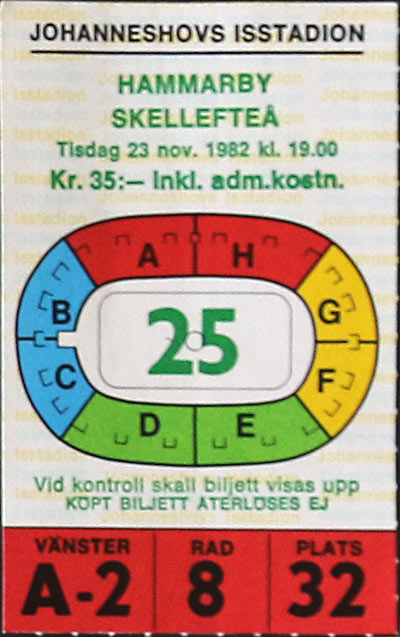 JOHANNESHOVS ISSTADION
HAMMARBY
SKELLEFTEÅ
Tisdag 23 nov. 1982 kl. 19.00
Kr. 35:— Inkl. adm.kostn.
A H
B G
25
C F
D E
Vid kontroll skall biljett visas upp
KÖPT BILJETT ÅTERLÖSES EJ
VÄNSTER RAD PLATS
A-2 8 32